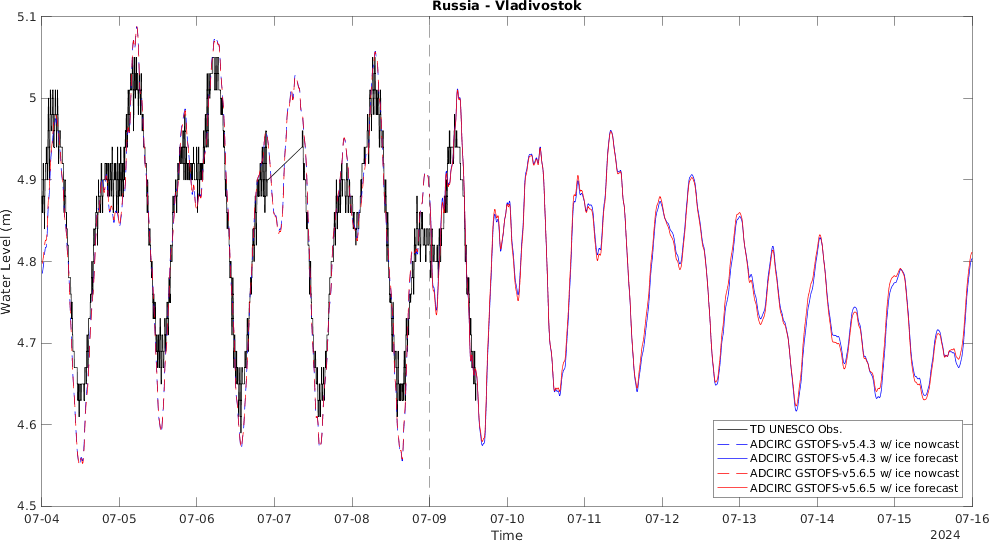 Russia - Vladivostok
5.1
5
4.9
4.8
4.7
4.6
4.5
Water Level (m)
TD UNESCO Obs.
ADCIRC GSTOFS-v5.4.3 w/ ice nowcast
ADCIRC GSTOFS-v5.4.3 w/ ice forecast
ADCIRC GSTOFS-v5.6.5 w/ ice nowcast
ADCIRC GSTOFS-v5.6.5 w/ ice forecast
07-04 07-05 07-06 07-07 07-08 07-09 07-10 07-11 07-12 07-13 07-14 07-15 07-16
Time
2024